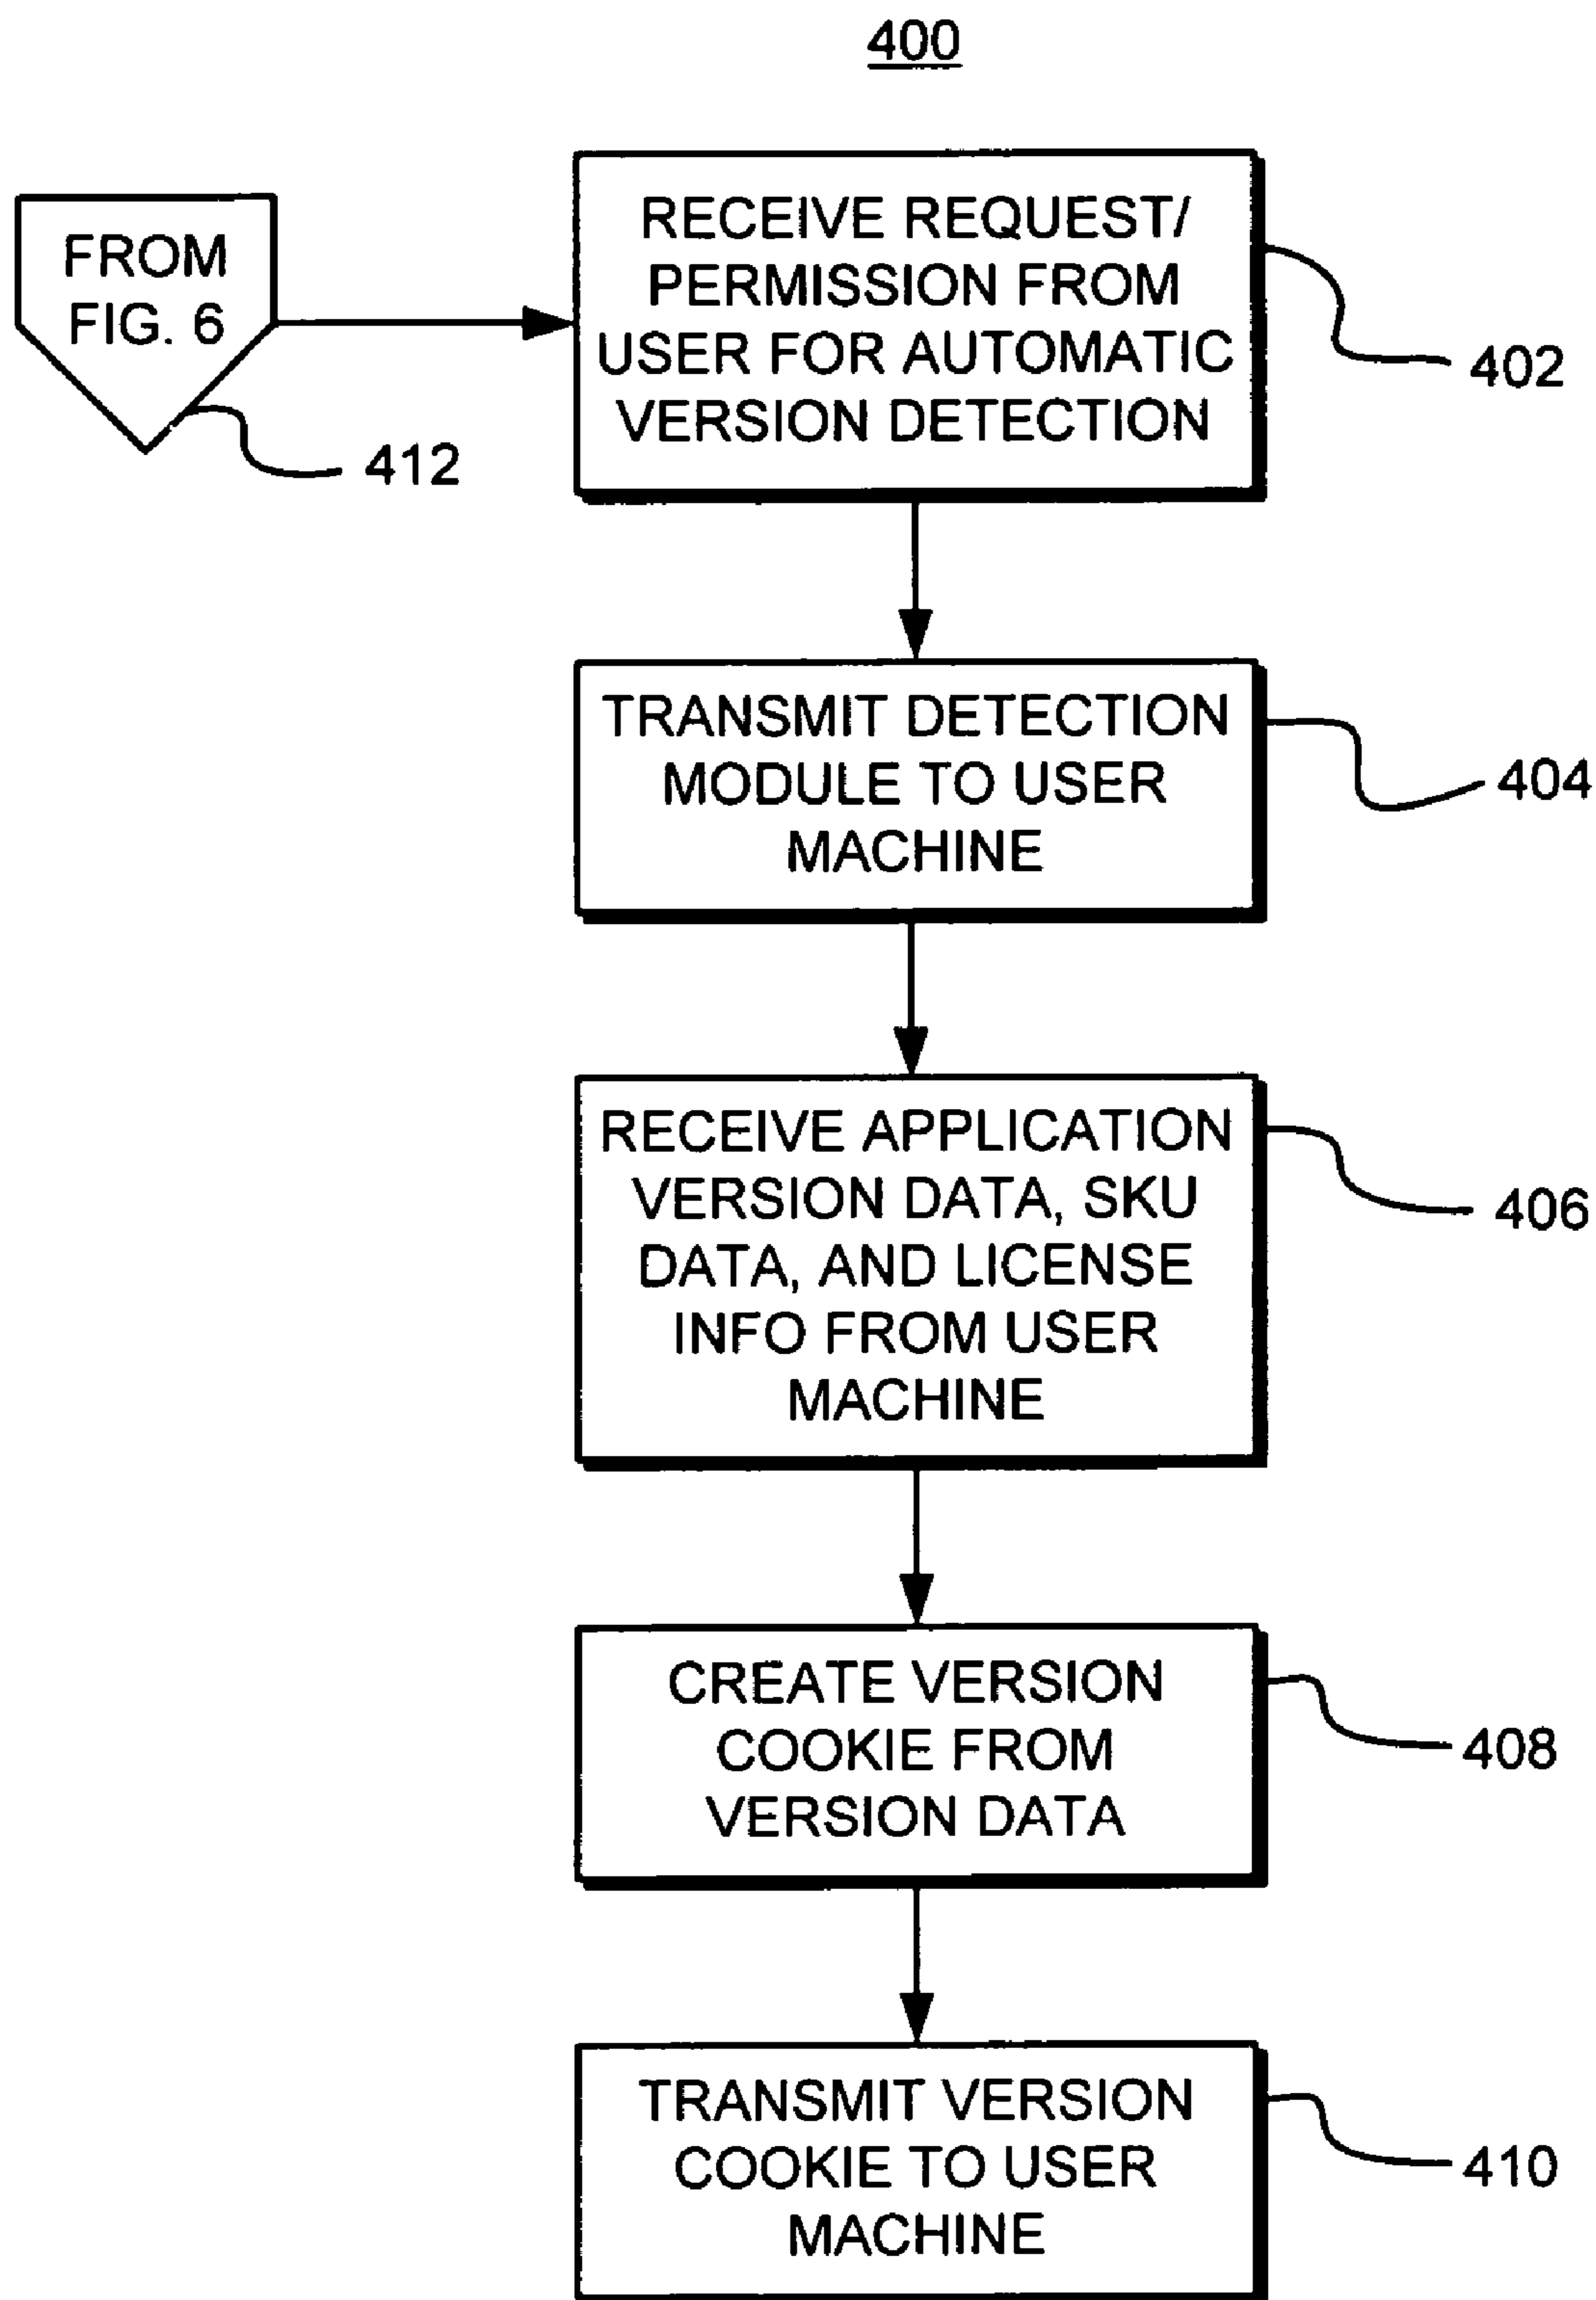 400
FROM
FIG. 6
412
RECEIVE REQUEST/
PERMISSION FROM
USER FOR AUTOMATIC
VERSION DETECTION
402
TRANSMIT DETECTION
MODULE TO USER
MACHINE
404
RECEIVE APPLICATION
VERSION DATA, SKU
DATA, AND LICENSE
INFO FROM USER
MACHINE
406
CREATE VERSION
COOKIE FROM
VERSION DATA
408
TRANSMIT VERSION
COOKIE TO USER
MACHINE
410